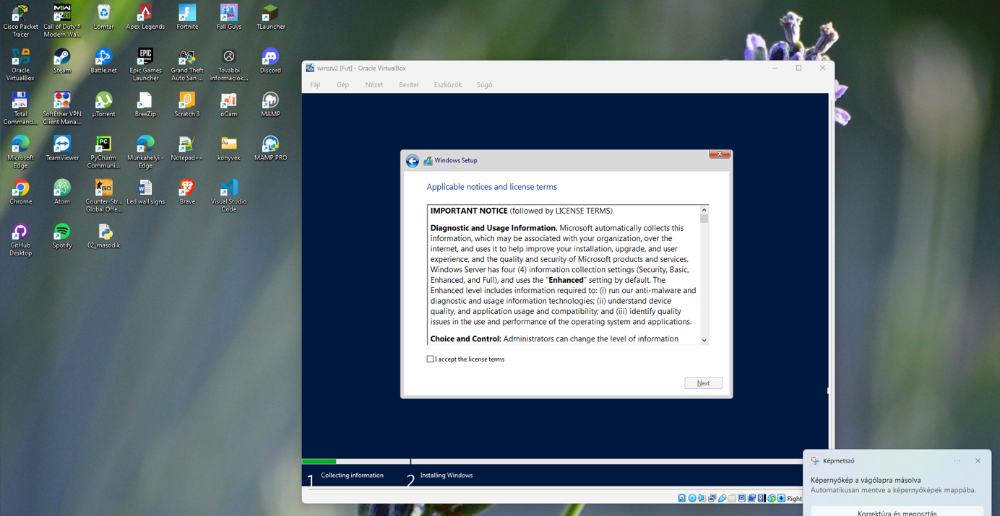 Cisco Packet
Tracer
Call of Duty®
Modern Wa...
Lomtár
Apex Legends
Fortnite
Fall Guys
TLauncher
Oracle
VirtualBox
Steam
Battle.net
Epic Games
Launcher
Grand Theft
Auto San ...
További
információk...
Discord
Total
Command...
SoftEther VPN
Client Mana...
µTorrent
BreeZip
Scratch 3
oCam
MAMP
Microsoft
Edge
TeamViewer
PyCharm
Communi...
Munkahelyi -
Edge
Notepad++
konyvek
MAMP PRO
Chrome
Atom
Counter-Str...
Global Offe...
Led wall signs
Brave
Visual Studio
Code
GitHub
Desktop
Spotify
02_masodik
winsrv2 [Fut] - Oracle VirtualBox
Fájl Gép Nézet Bevitel Eszközök Súgó
Windows Setup
Applicable notices and license terms
IMPORTANT NOTICE (followed by LICENSE TERMS)
Diagnostic and Usage Information. Microsoft automatically collects this
information, which may be associated with your organization, over the
internet, and uses it to help improve your installation, upgrade, and user
experience, and the quality and security of Microsoft products and services.
Windows Server has four (4) information collection settings (Security, Basic,
Enhanced, and Full), and uses the “Enhanced” setting by default. The
Enhanced level includes information required to: (i) run our anti-malware and
diagnostic and usage information technologies; (ii) understand device
quality, and application usage and compatibility; and (iii) identify quality
issues in the use and performance of the operating system and applications.
Choice and Control: Administrators can change the level of information
I accept the license terms
Next
1 Collecting information
2 Installing Windows
Right
Képmetsző
Képernyőkép a vágólapra másolva
Automatikusan mentve a képernyőképek mappába.
Korrektúra és megosztás